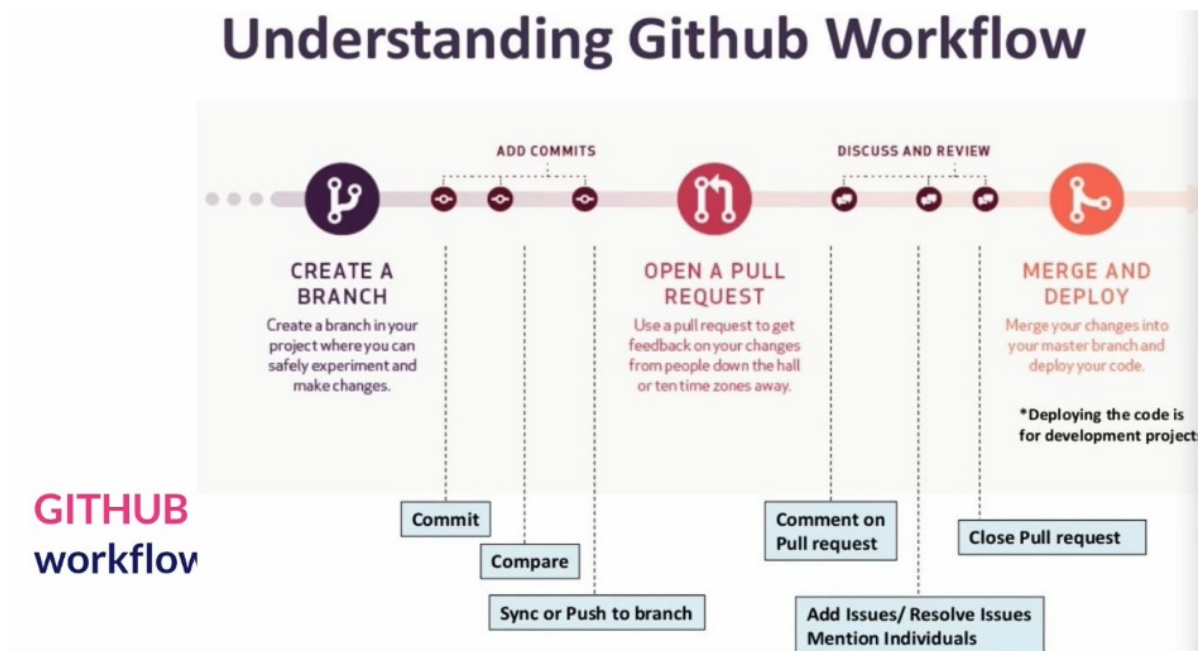 Understanding Github Workflow
ADD COMMITS
DISCUSS AND REVIEW
CREATE A
BRANCH
Create a branch in your
project where you can
safely experiment and
make changes.
OPEN A PULL
REQUEST
Use a pull request to get
feedback on your changes
from people down the hall
or ten time zones away.
MERGE AND
DEPLOY
Merge your changes into
your master branch and
deploy your code.
*Deploying the code is
for development projects
GITHUB
workflow
Commit
Compare
Sync or Push to branch
Comment on
Pull request
Close Pull request
Add Issues/ Resolve Issues
Mention Individuals